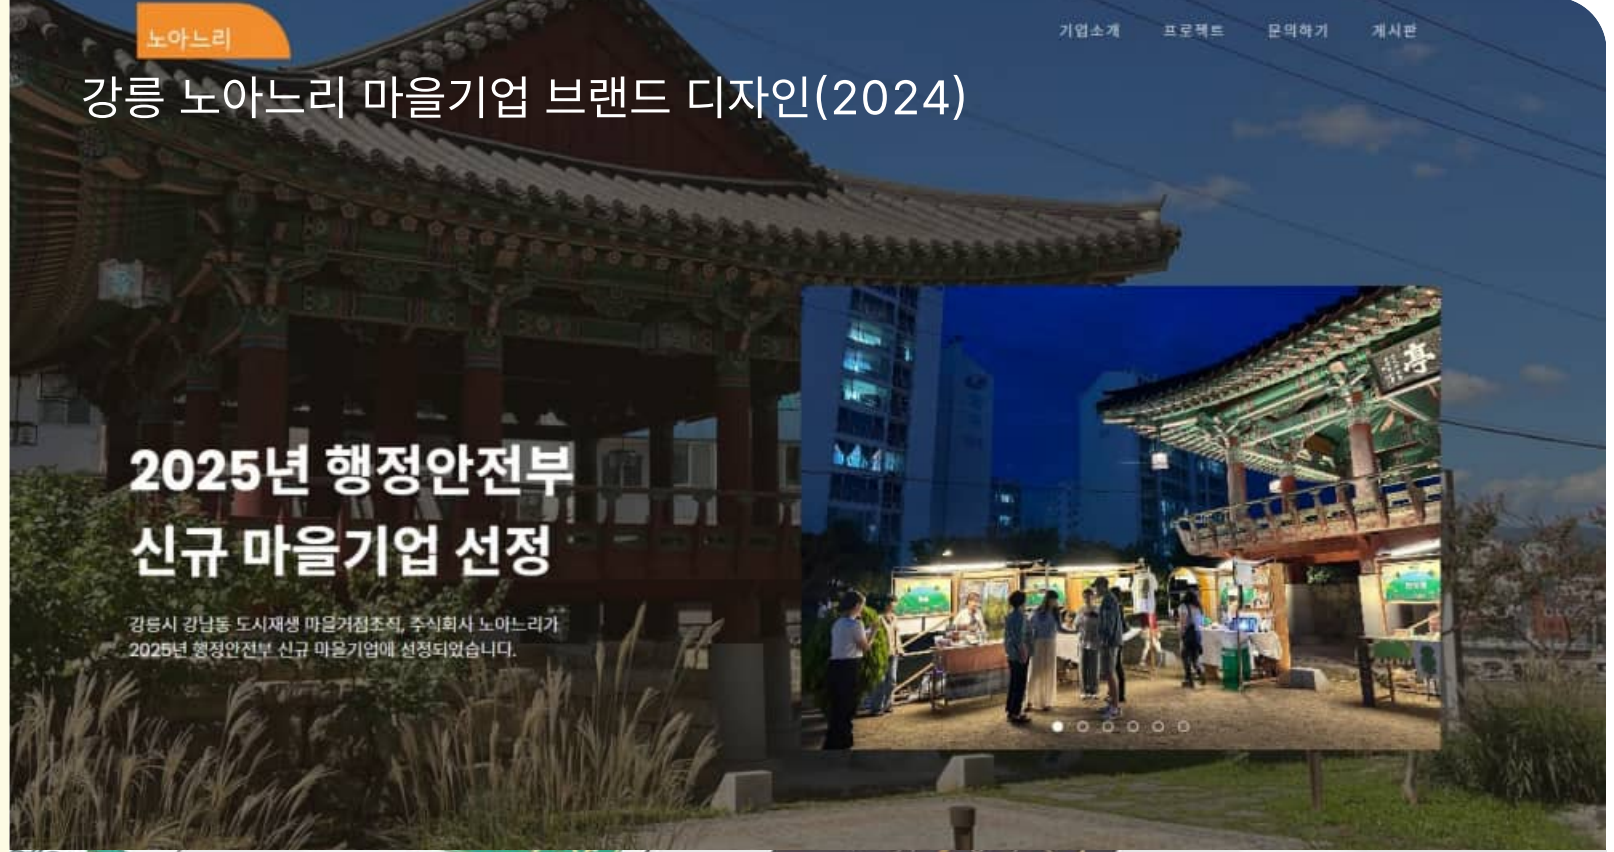 노아느리
기업소개 프로젝트 문의하기 게시판
강릉 노아느리 마을기업 브랜드 디자인(2024)
亭
2025년 행정안전부
신규 마을기업 선정
강릉시 강남동 도시재생 마을거점조직, 주식회사 노아느리가
2025년 행정안전부 신규 마을기업에 선정되었습니다.